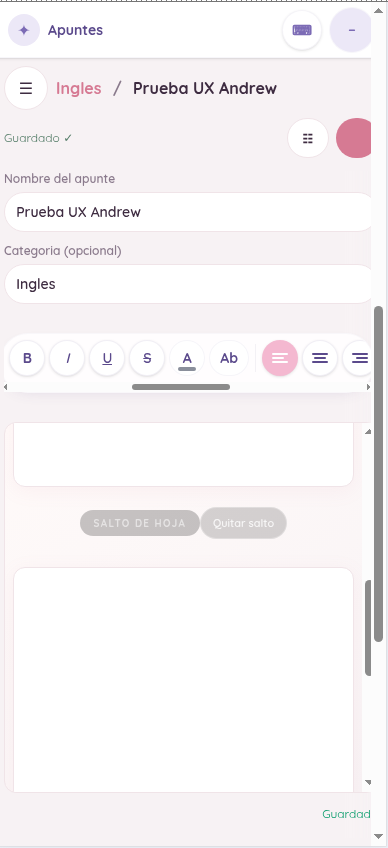 Apuntes
Ingles / Prueba UX Andrew
Guardado ✓
Nombre del apunte
Prueba UX Andrew
Categoria (opcional)
Ingles
B I U S A Ab
SALTO DE HOJA Quitar salto
Guardad